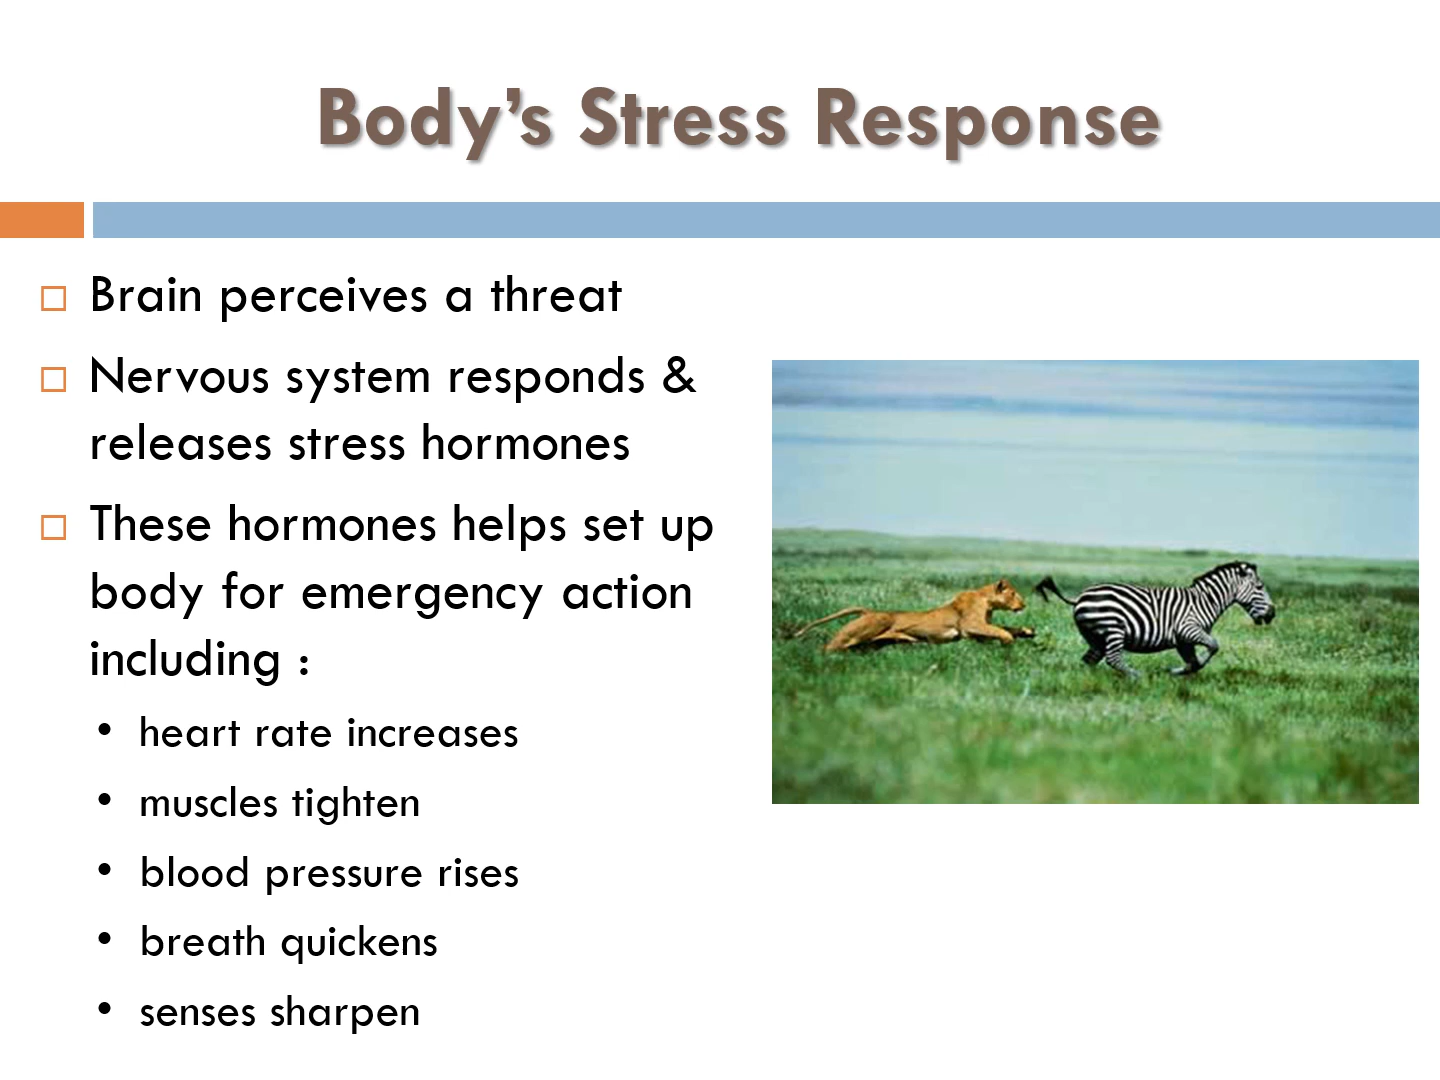 Body’s Stress Response
Brain perceives a threat
Nervous system responds &
releases stress hormones
These hormones helps set up
body for emergency action
including :
• heart rate increases
• muscles tighten
• blood pressure rises
• breath quickens
• senses sharpen